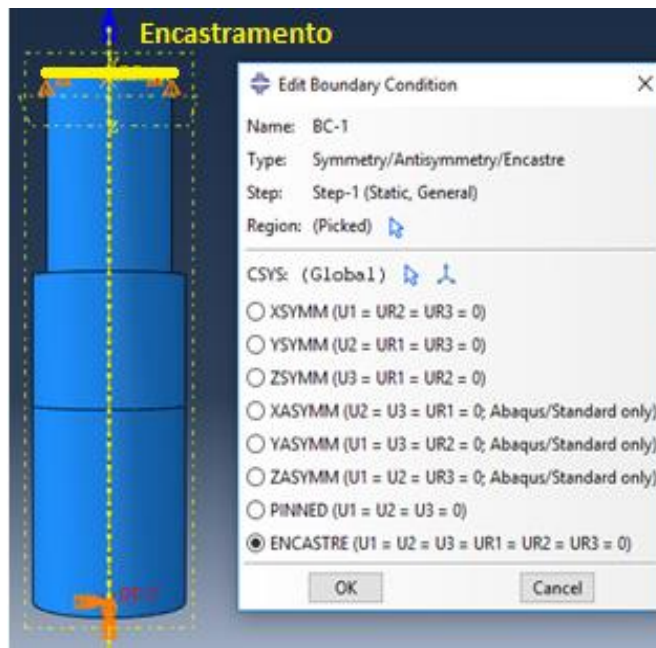 Encastramento
Edit Boundary Condition
Name: BC-1
Type: Symmetry/Antisymmetry/Encastre
Step: Step-1 (Static, General)
Region: (Picked)
CSYS: (Global)
XSYMM (U1 = UR2 = UR3 = 0)
YSYMM (U2 = UR1 = UR3 = 0)
ZSYMM (U3 = UR1 = UR2 = 0)
XASYMM (U2 = U3 = UR1 = 0; Abaqus/Standard only)
YASYMM (U1 = U3 = UR2 = 0; Abaqus/Standard only)
ZASYMM (U1 = U2 = UR3 = 0; Abaqus/Standard only)
PINNED (U1 = U2 = U3 = 0)
ENCASTRE (U1 = U2 = U3 = UR1 = UR2 = UR3 = 0)
OK Cancel